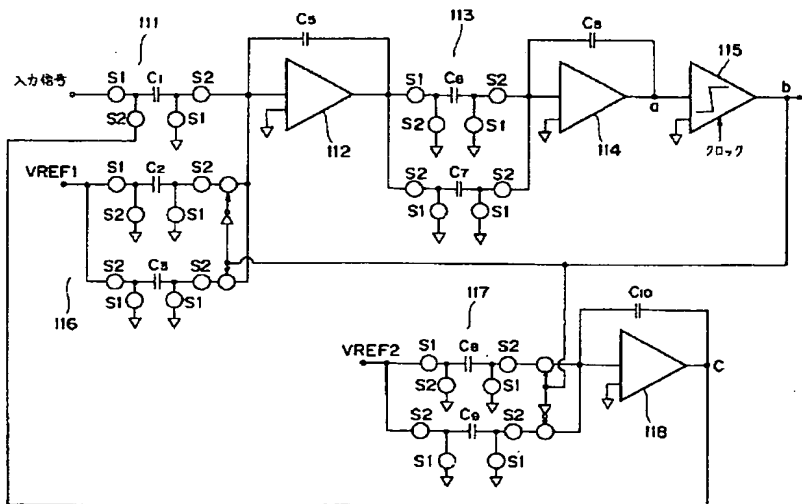 111
C5
113
C8
115
入力信号
S1
C1
S2
S1
C6
S2
a
b
S2
S1
S2
S1
112
114
クロック
VREF1
S1
C2
S2
S2
C7
S2
S2
S1
S1
S1
S2
C3
S2
S1
S1
116
117
C10
VREF2
S1
C8
S2
C
S2
S1
S2
C9
S2
118
S1
S1